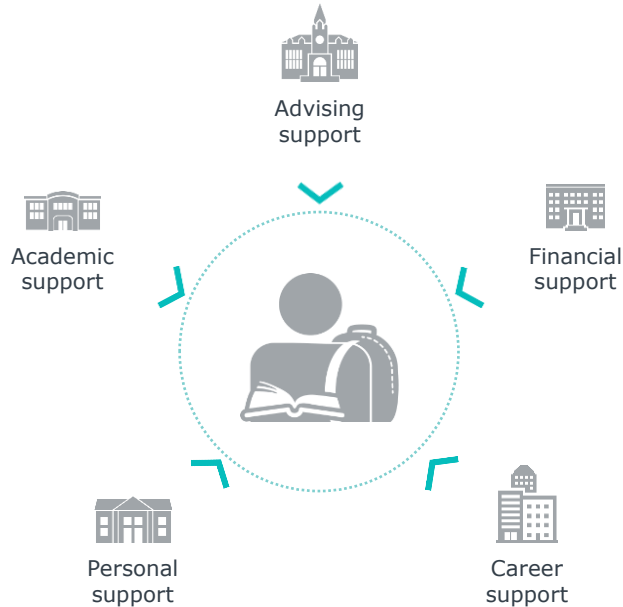 Advising
support
Academic
support
Financial
support
Personal
support
Career
support